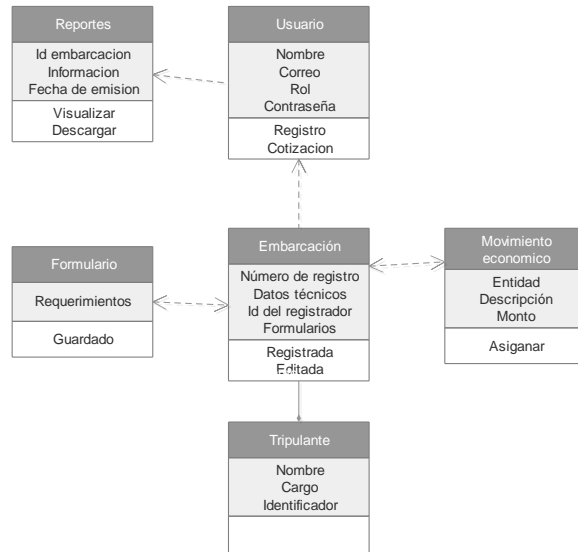 Reportes
Id embarcacion
Informacion
Fecha de emision
Visualizar
Descargar
Usuario
Nombre
Correo
Rol
Contraseña
Registro
Cotizacion
Formulario
Requerimientos
Guardado
Embarcación
Número de registro
Datos técnicos
Id del registrador
Formularios
Registrada
Editada
Movimiento
economico
Entidad
Descripción
Monto
Asiganar
Tripulante
Nombre
Cargo
Identificador